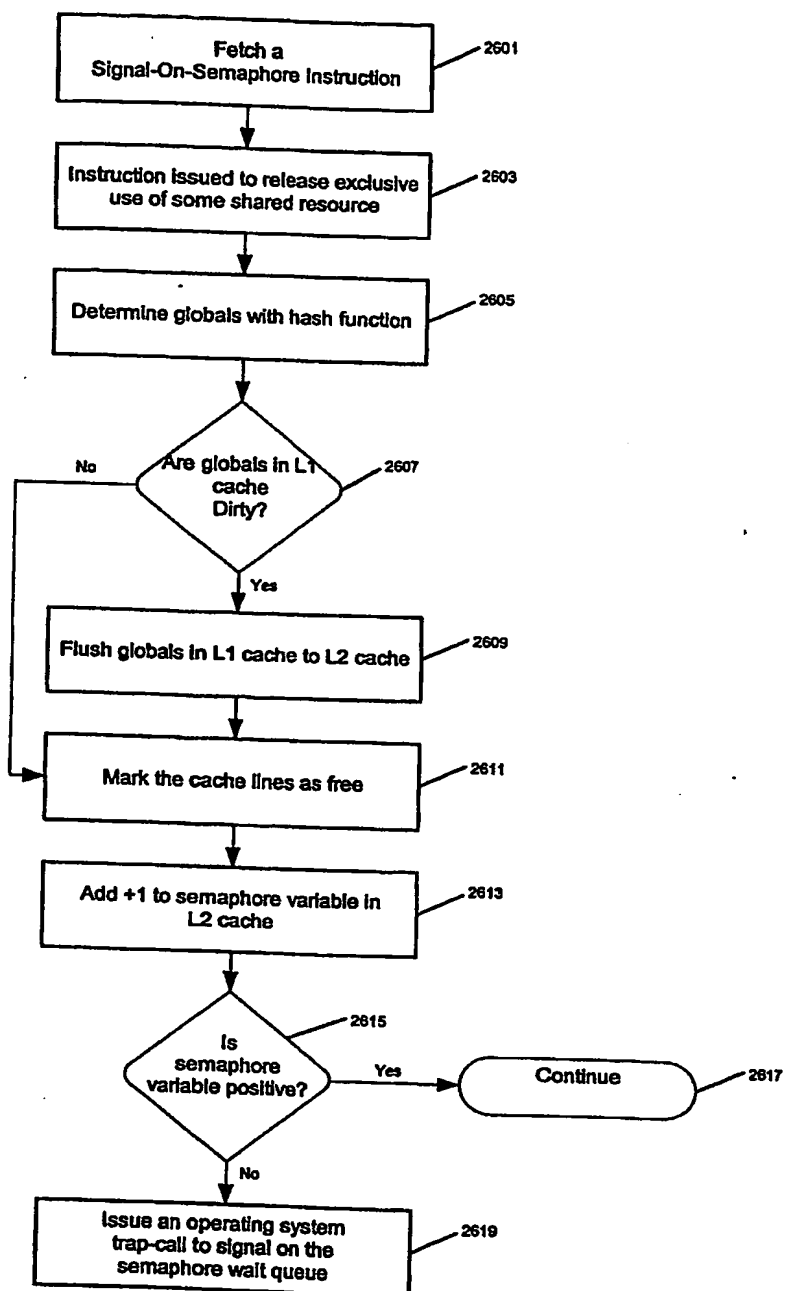 Fetch a
Signal-On-Semaphore Instruction
2601
Instruction issued to release exclusive
use of some shared resource
2603
Determine globals with hash function
2605
Are globals in L1
cache
Dirty?
2607
No
Yes
Flush globals in L1 cache to L2 cache
2609
Mark the cache lines as free
2611
Add +1 to semaphore variable in
L2 cache
2613
Is
semaphore
variable positive?
2615
Yes
Continue
2617
No
Issue an operating system
trap-call to signal on the
semaphore wait queue
2619